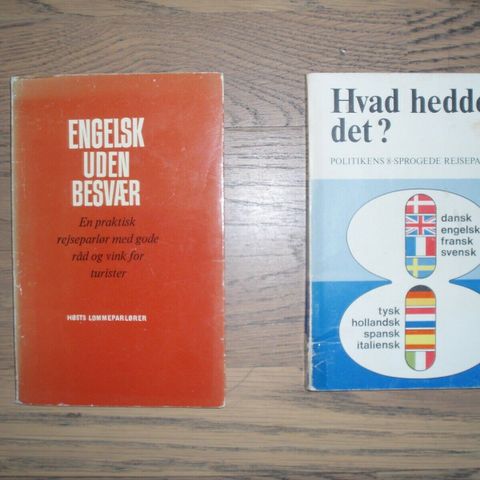 ENGELSK
UDEN
BESVÆR
En praktisk
rejseparlør med gode
råd og vink for
turister
HØSTS LOMMEPARLØRER
Hvad hedde
det?
POLITIKENS 8-SPROGEDE REJSEPA
dansk
engelsk
fransk
svensk
tysk
hollandsk
spansk
italiensk